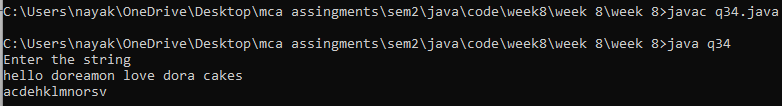 C:\Users\nayak\OneDrive\Desktop\mca assingments\sem2\java\code\week8\week 8\week 8>javac q34.java
C:\Users\nayak\OneDrive\Desktop\mca assingments\sem2\java\code\week8\week 8\week 8>java q34
Enter the string
hello doreamon love dora cakes
acdehklmnorsv